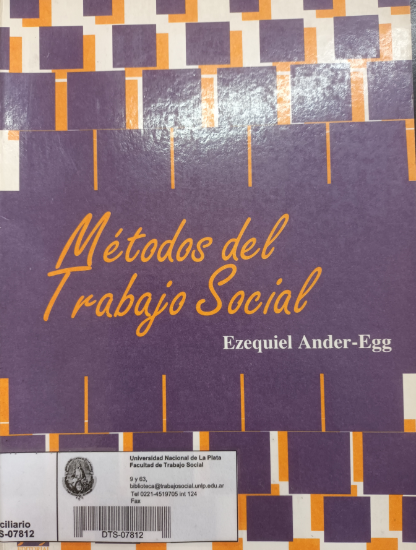 Métodos del
Trabajo Social
Ezequiel Ander-Egg
Universidad Nacional de La Plata
Facultad de Trabajo Social
9 y 63,
biblioteca@trabajosocial.unlp.edu.ar
Tel 0221-4519705 int 124
Fax
ciliario
S-07812
DTS-07812